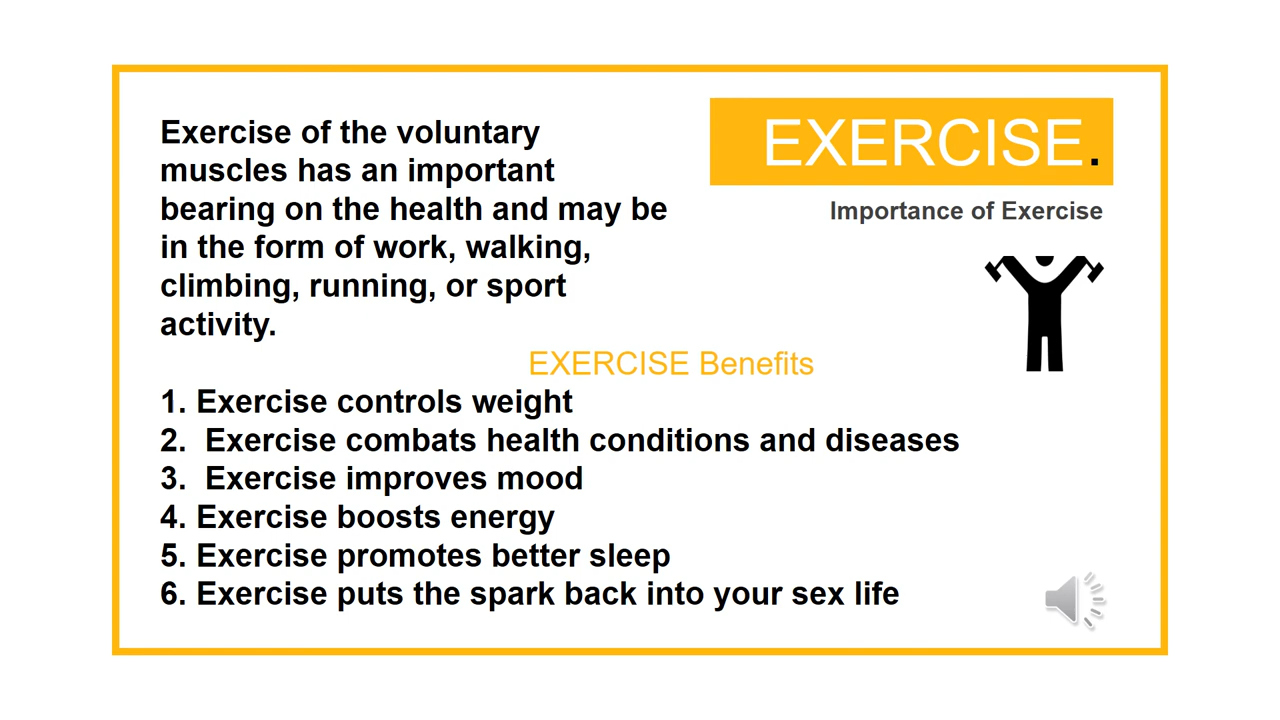 EXERCISE.
Importance of Exercise
Exercise of the voluntary
muscles has an important
bearing on the health and may be
in the form of work, walking,
climbing, running, or sport
activity.
EXERCISE Benefits
1. Exercise controls weight
2.  Exercise combats health conditions and diseases
3.  Exercise improves mood
4. Exercise boosts energy
5. Exercise promotes better sleep
6. Exercise puts the spark back into your sex life